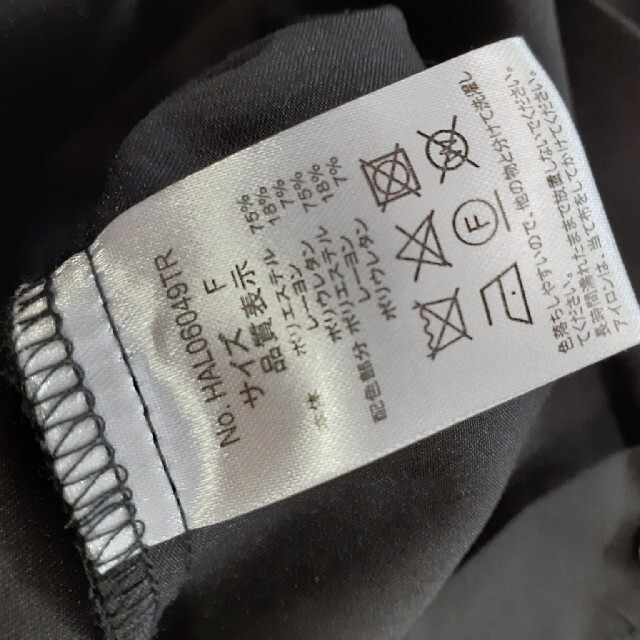 No. HAL06049TR
サイズ F
品質表示
本体 ポリエステル 75%
レーヨン 18%
ポリウレタン 7%
配色部分 ポリエステル 75%
レーヨン 18%
ポリウレタン 7%
F
色落ちしやすいので、他の物と分けてお洗濯し
てください。
長時間濡れたままで放置しないでください。
アイロンは、当て布をしてかけてください。